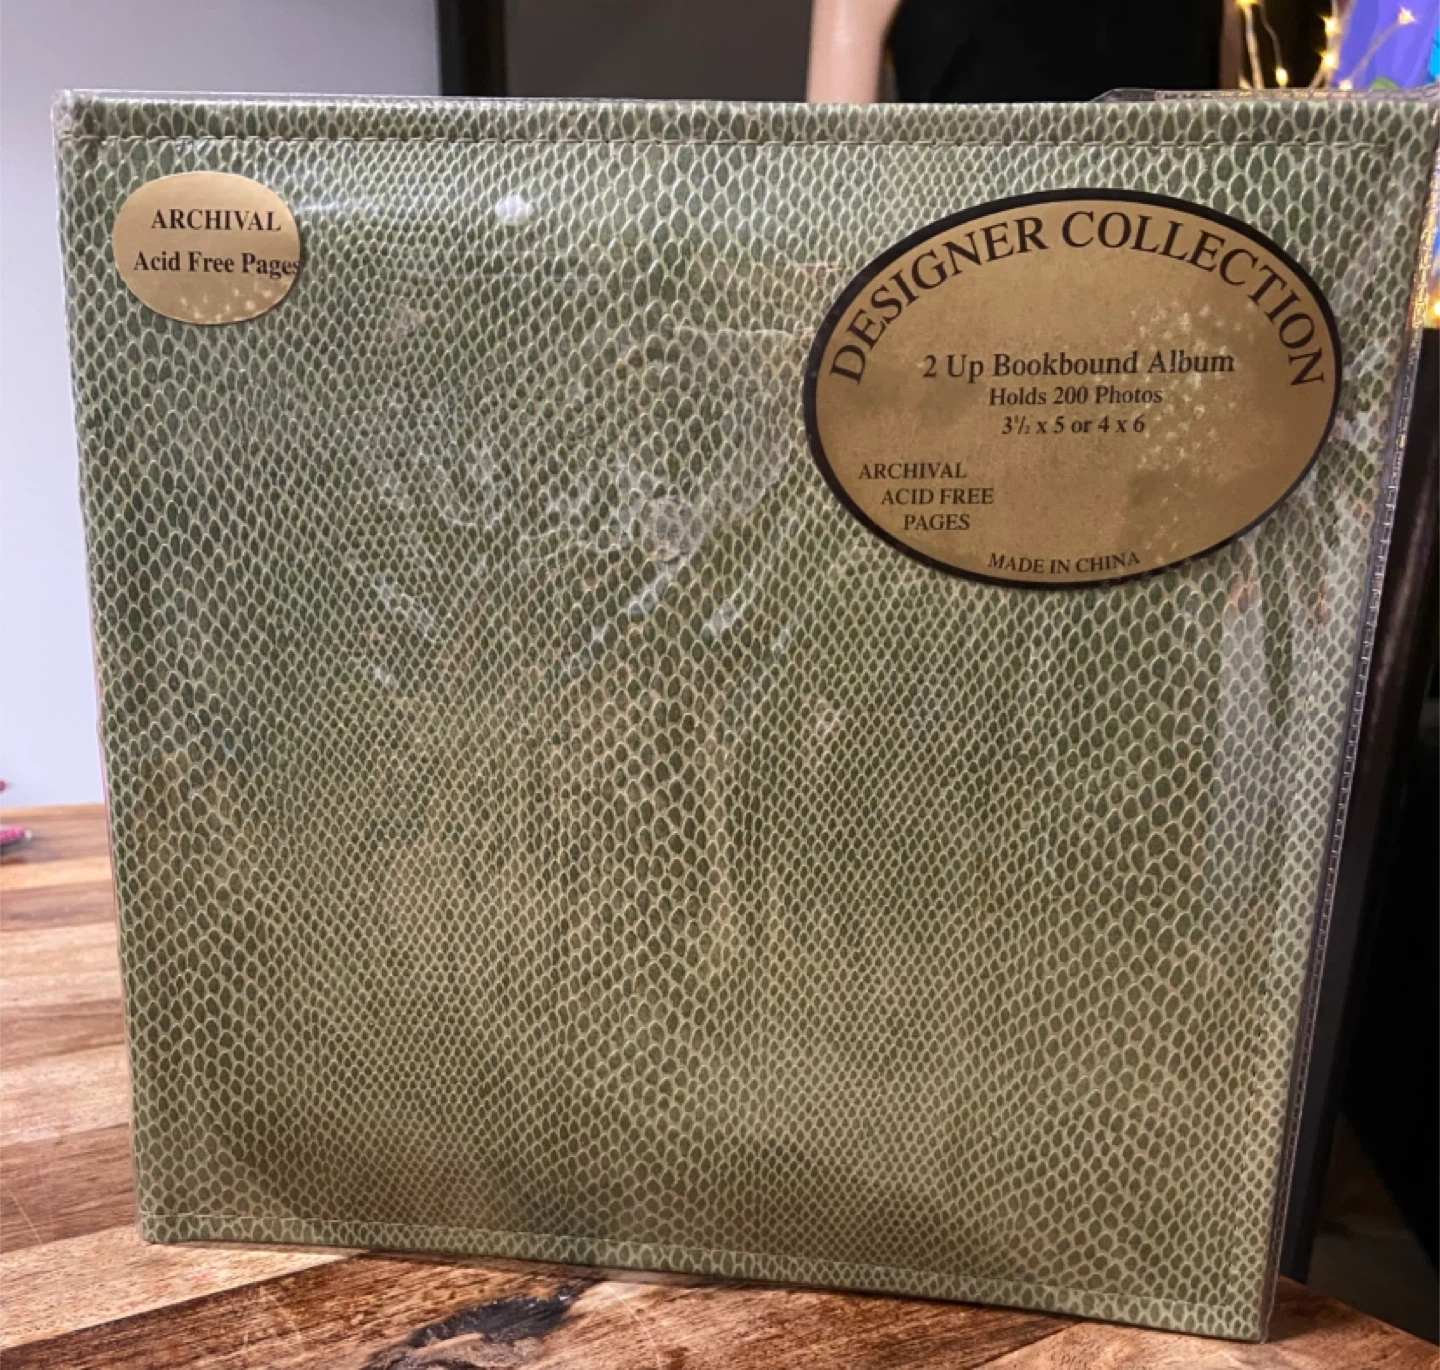 ARCHIVAL
Acid Free Pages
DESIGNER COLLECTION
2 Up Bookbound Album
Holds 200 Photos
3½ x 5 or 4 x 6
ARCHIVAL
ACID FREE
PAGES
MADE IN CHINA